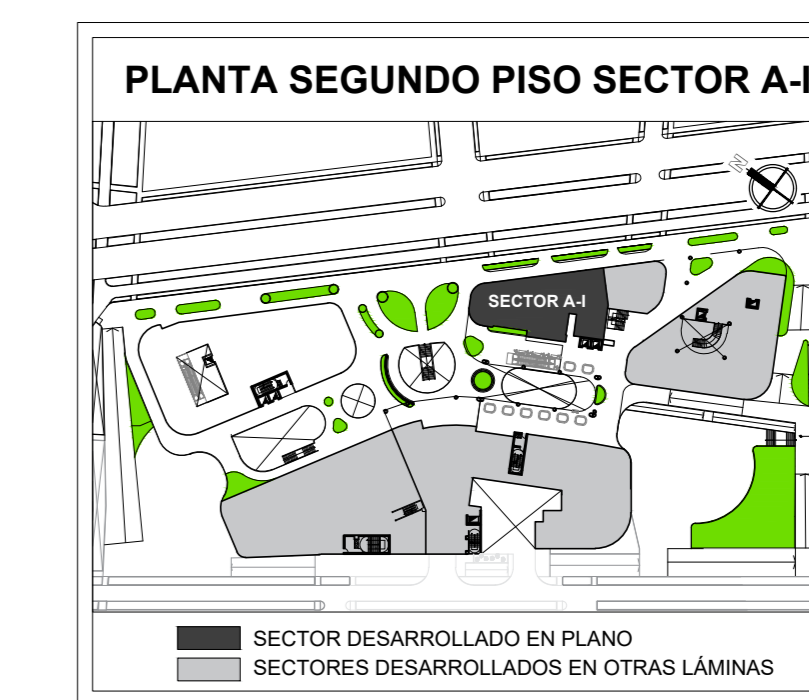 PLANTA SEGUNDO PISO SECTOR A-I
N
SECTOR A-I
SECTOR DESARROLLADO EN PLANO
SECTORES DESARROLLADOS EN OTRAS LÁMINAS